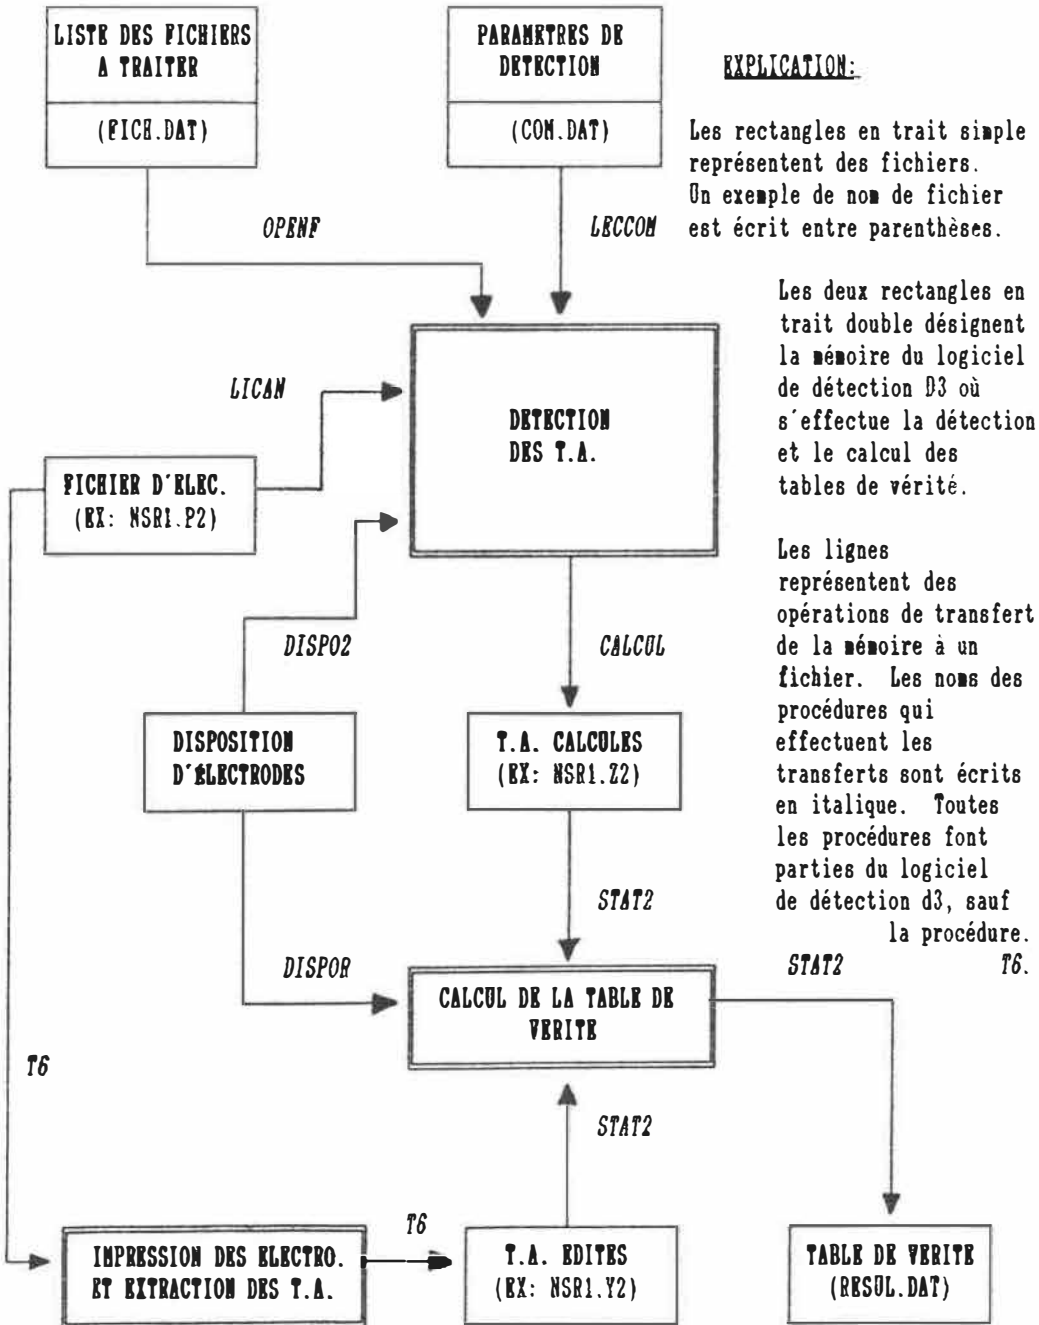 LISTE DES FICHIERS
A TRAITER
(FICH.DAT)
PARAMETRES DE
DETECTION
(COM.DAT)
EXPLICATION:
Les rectangles en trait simple
représentent des fichiers.
Un exemple de nom de fichier
est écrit entre parenthèses.
OPENF
LECCOM
Les deux rectangles en
trait double désignent
la mémoire du logiciel
de détection D3 où
s'effectue la détection
et le calcul des
tables de vérité.
LICAN
DETECTION
DES T.A.
FICHIER D'ELEC.
(EX: NSR1.P2)
Les lignes
représentent des
opérations de transfert
de la mémoire à un
fichier. Les noms des
procédures qui
effectuent les
transferts sont écrits
en italique. Toutes
les procédures font
parties du logiciel
de détection d3, sauf
la procédure.
STAT2 T6.
DISPO2
CALCUL
DISPOSITION
D'ÉLECTRODES
T.A. CALCULES
(EX: NSR1.Z2)
STAT2
DISPOR
CALCUL DE LA TABLE DE
VERITE
T6
STAT2
T6
IMPRESSION DES ELECTRO.
ET EXTRACTION DES T.A.
T.A. EDITES
(EX: NSR1.Y2)
TABLE DE VERITE
(RESUL.DAT)